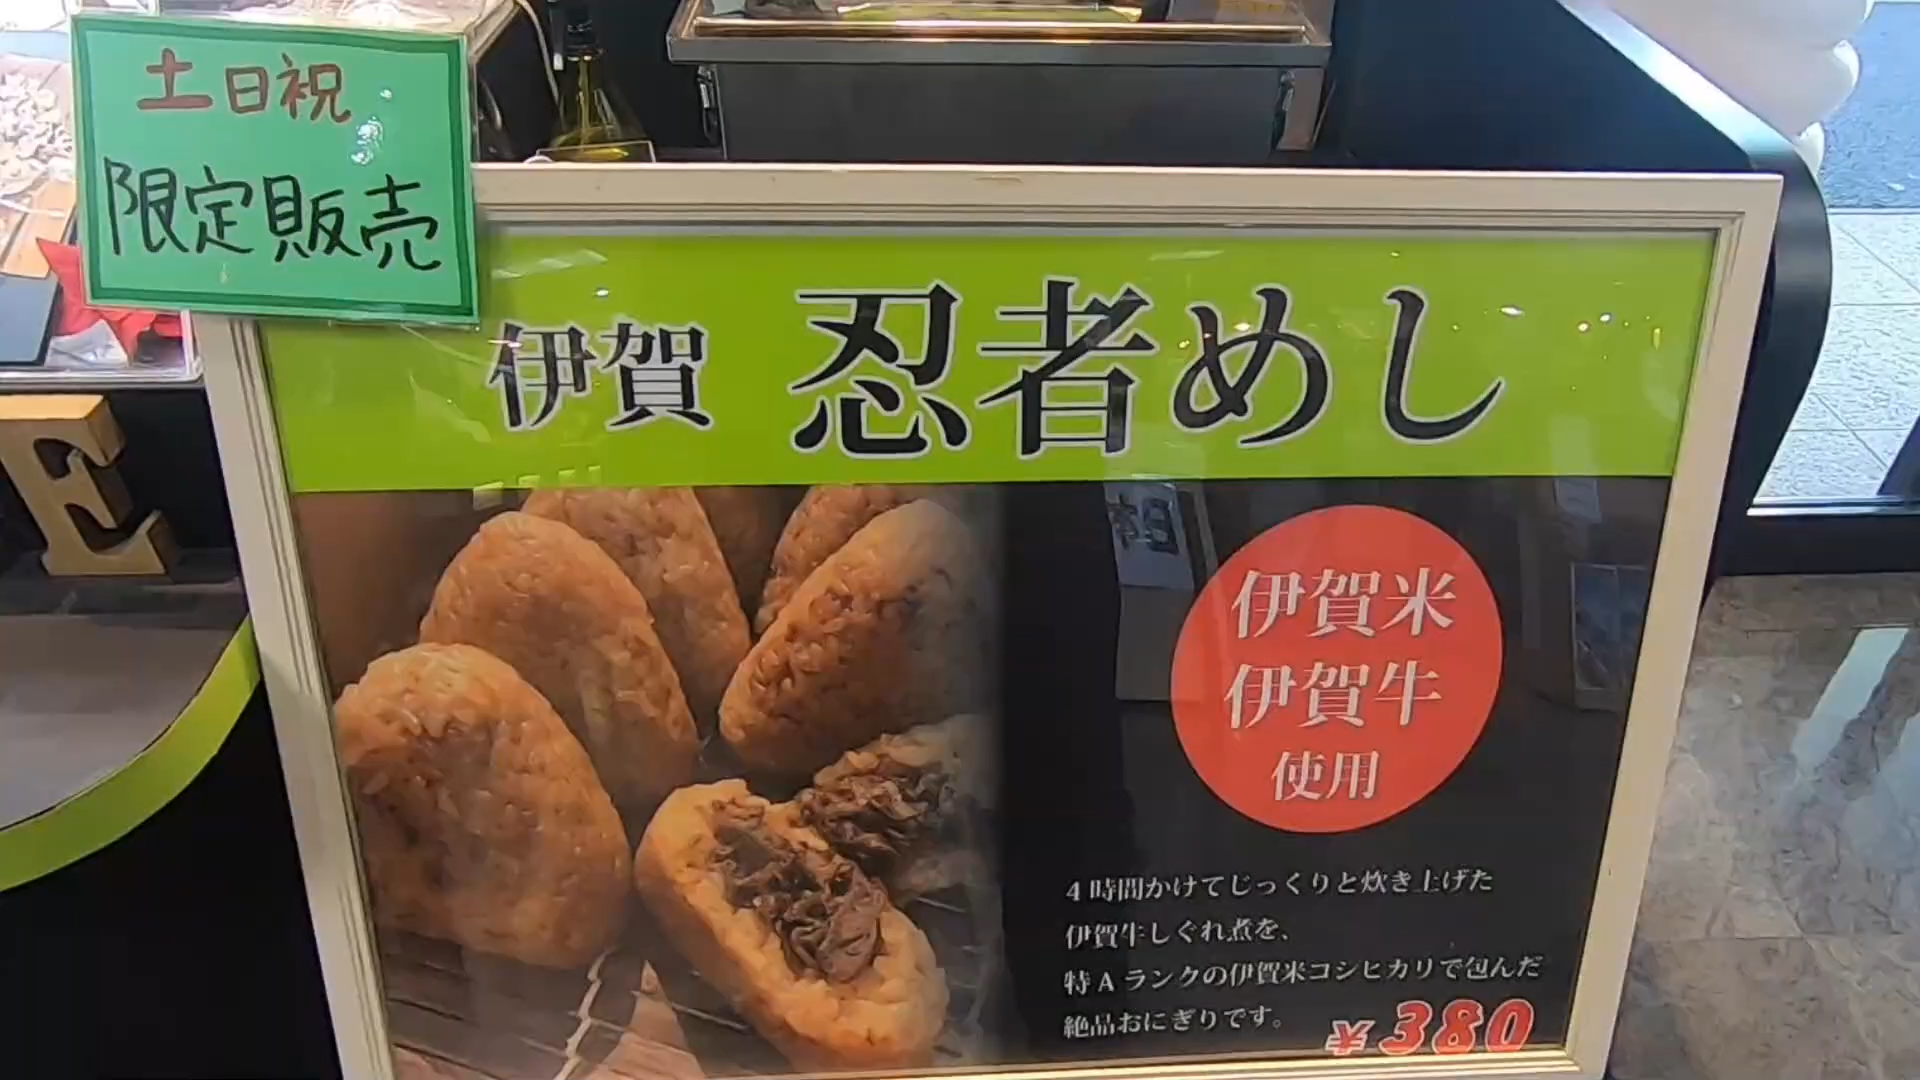 土日祝
限定販売
伊賀 忍者めし
伊賀米
伊賀牛
使用
4時間かけてじっくりと炊き上げた
伊賀牛しぐれ煮を、
特Aランクの伊賀米コシヒカリで包んだ
絶品おにぎりです。
¥380
E